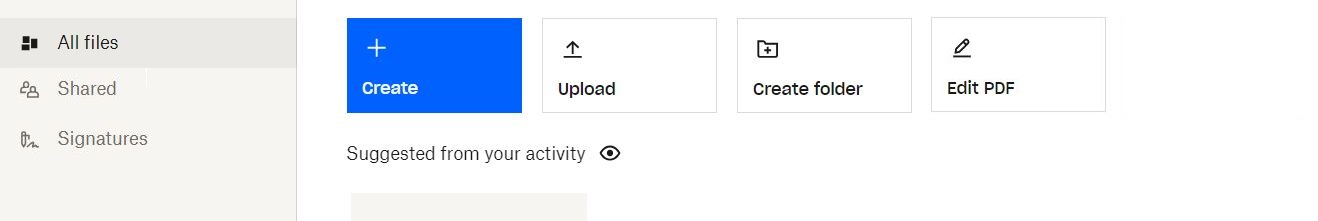 All files
Shared
Signatures
Create
Upload
Create folder
Edit PDF
Suggested from your activity